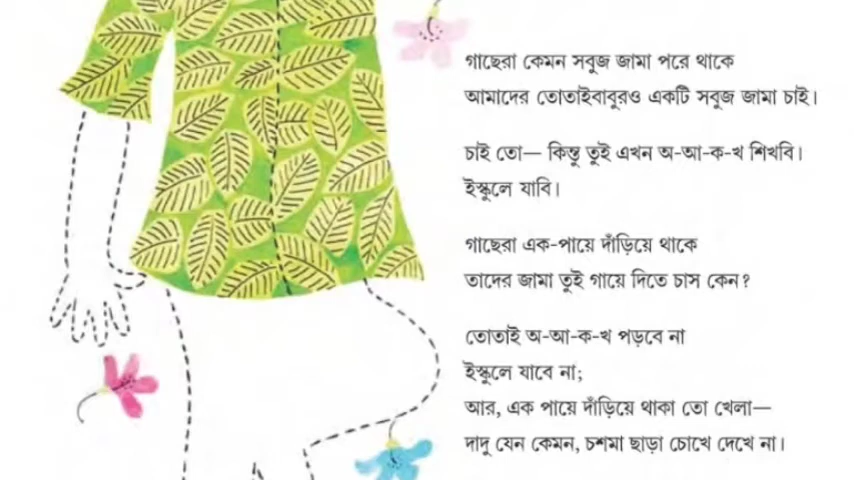 গাছেরা কেমন সবুজ জামা পরে থাকে
আমাদের তোতাইবাবুরও একটি সবুজ জামা চাই।
চাই তো— কিন্তু তুই এখন অ-আ-ক-খ শিখবি।
ইস্কুলে যাবি।
গাছেরা এক-পায়ে দাঁড়িয়ে থাকে
তাদের জামা তুই গায়ে দিতে চাস কেন?
তোতাই অ-আ-ক-খ পড়বে না
ইস্কুলে যাবে না;
আর, এক পায়ে দাঁড়িয়ে থাকা তো খেলা—
দাদু যেন কেমন, চশমা ছাড়া চোখে দেখে না।